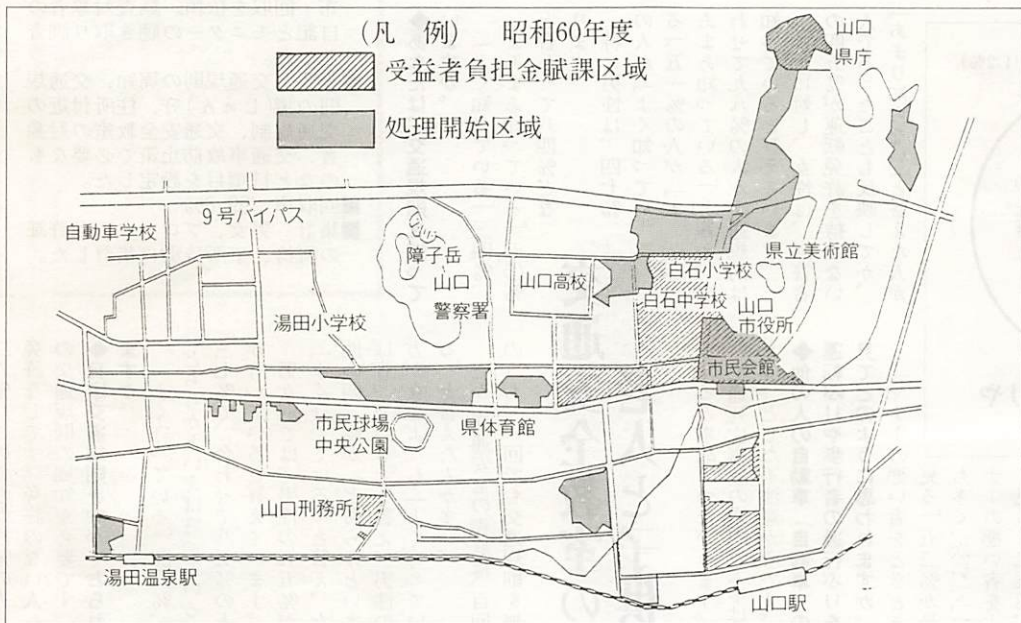 (凡 例) 昭和60年度
受益者負担金賦課区域
処理開始区域
山口
県庁
9号バイパス
自動車学校
障子岳
山口
警察署
山口高校
白石小学校
県立美術館
白石中学校
山口
市役所
湯田小学校
市民会館
市民球場
中央公園
県体育館
山口刑務所
湯田温泉駅
山口駅